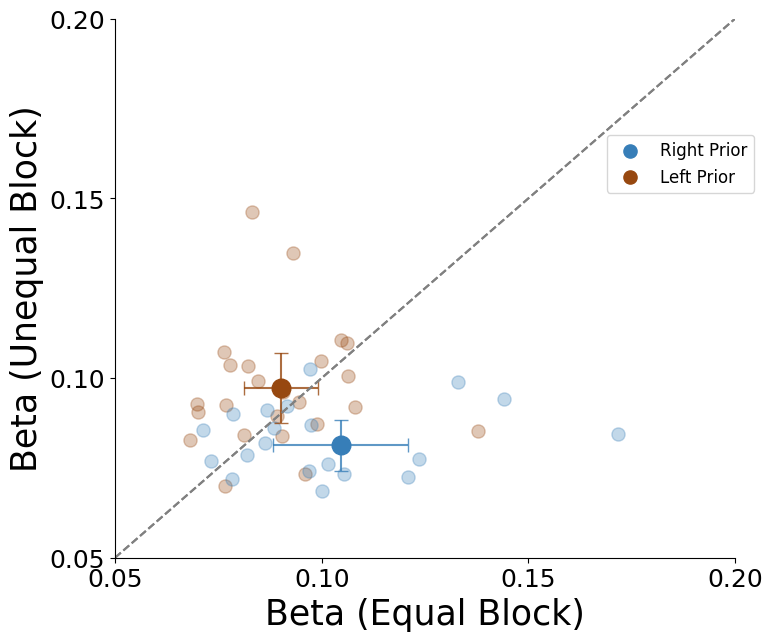 0.20
0.15
0.10
0.05
Beta (Unequal Block)
Right Prior
Left Prior
0.05 0.10 0.15 0.20
Beta (Equal Block)